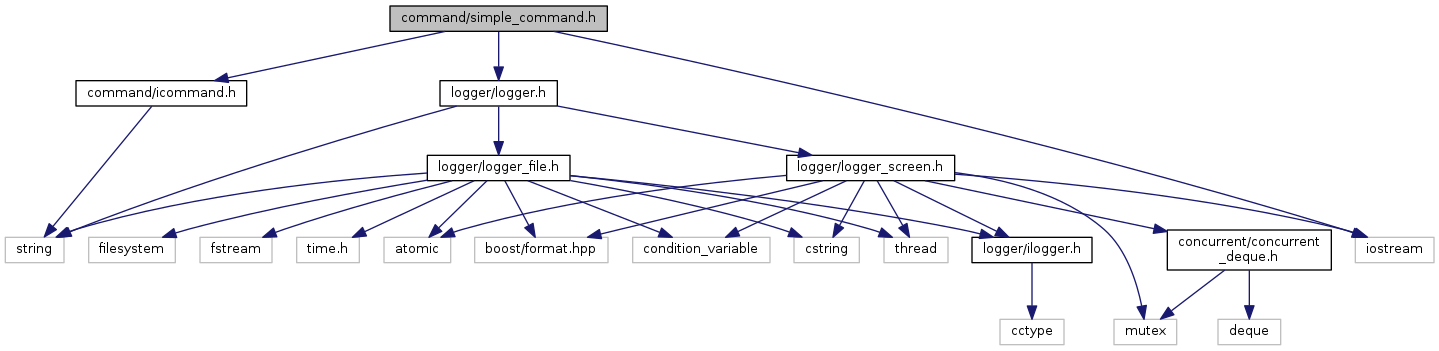 command/simple_command.h
command/icommand.h
logger/logger.h
logger/logger_file.h
logger/logger_screen.h
string
filesystem
fstream
time.h
atomic
boost/format.hpp
condition_variable
cstring
thread
logger/ilogger.h
concurrent/concurrent
_deque.h
iostream
cctype
mutex
deque